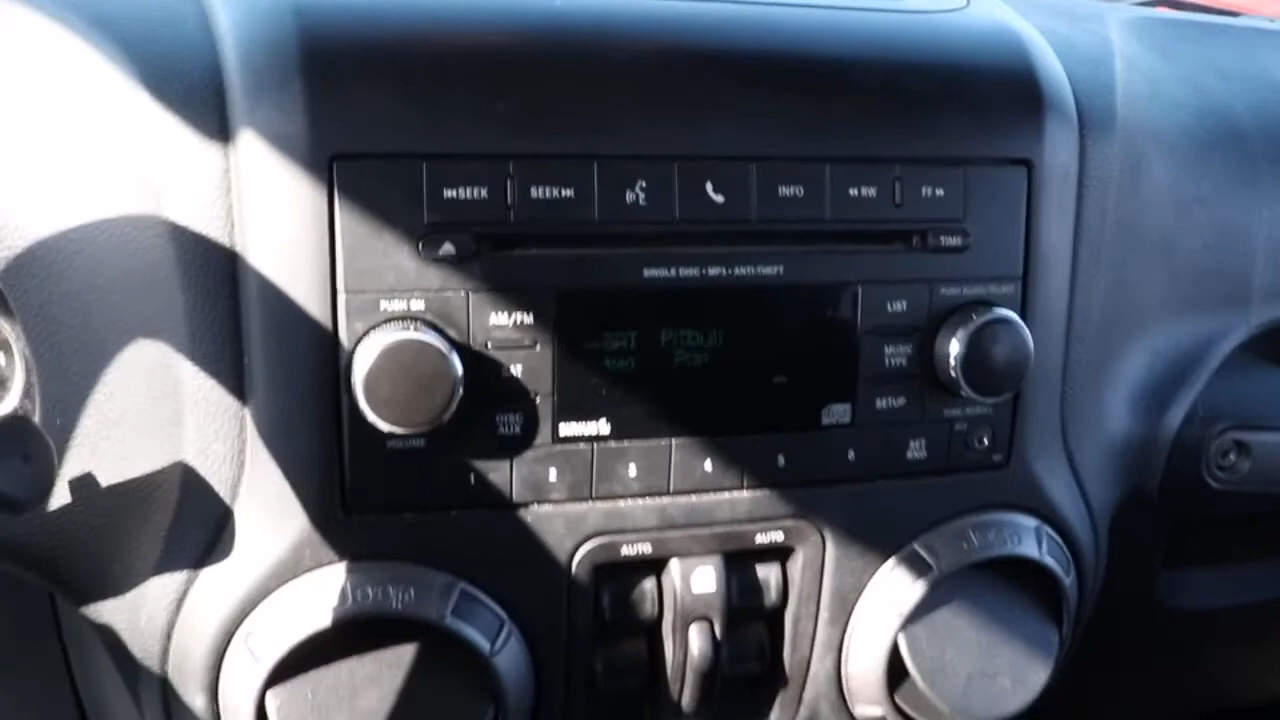 SEEK
SEEK
INFO
RW
FF
TIME
SINGLE DISC • MP3 • ANTI-THEFT
PUSH ON
AM/FM
LIST
SAT Pitbull
Pop
MUSIC
TYPE
DISC
AUX
SETUP
SIRIUS
VOLUME
1
2
3
4
5
6
SET
RND
AUTO
AUTO
Jeep
Jeep